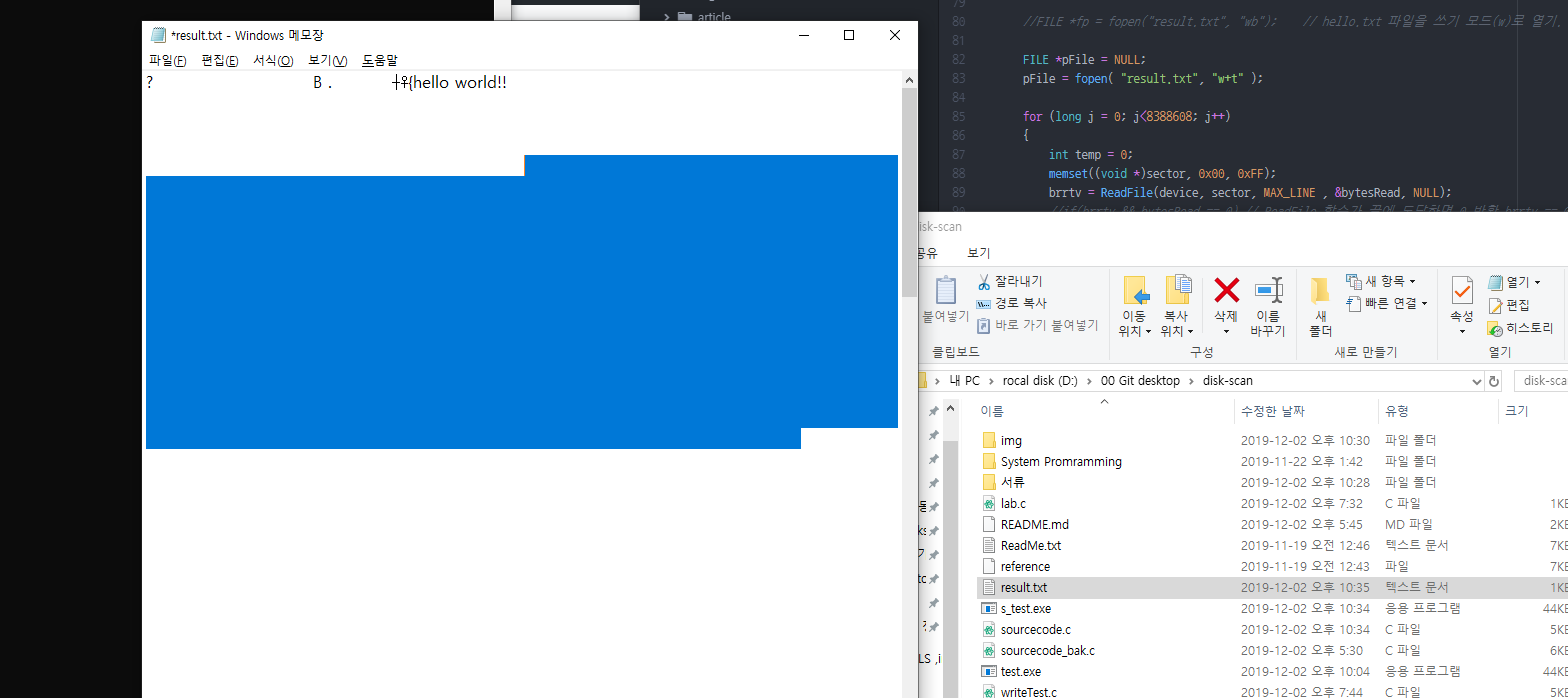 article
*result.txt - Windows 메모장
파일(F) 편집(E) 서식(O) 보기(V) 도움말
? B . {hello world!!
79
80 //FILE *fp = fopen("result.txt", "wb"); // hello.txt 파일을 쓰기 모드(w)로 열기.
81
82 FILE *pFile = NULL;
83 pFile = fopen( "result.txt", "w+t" );
84
85 for (long j = 0; j<8388608; j++)
86 {
87 int temp = 0;
88 memset((void *)sector, 0x00, 0xFF);
89 brrtv = ReadFile(device, sector, MAX_LINE , &bytesRead, NULL);
disk-scan
공유 보기
붙여넣기
잘라내기
경로 복사
바로 가기 붙여넣기
클립보드
이동 위치
복사 위치
삭제
이름 바꾸기
구성
새 폴더
새 항목
빠른 연결
새로 만들기
속성
열기
편집
히스토리
열기
내 PC > rocal disk (D:) > 00 Git desktop > disk-scan
disk-sca
이름 수정한 날짜 유형 크기
img 2019-12-02 오후 10:30 파일 폴더
System Promramming 2019-11-22 오후 1:42 파일 폴더
서류 2019-12-02 오후 10:28 파일 폴더
lab.c 2019-12-02 오후 7:32 C 파일 1KE
README.md 2019-12-02 오후 5:45 MD 파일 2KE
ReadMe.txt 2019-11-19 오전 12:46 텍스트 문서 7KE
reference 2019-11-19 오전 12:43 파일 7KE
result.txt 2019-12-02 오후 10:35 텍스트 문서 1KE
s_test.exe 2019-12-02 오후 10:34 응용 프로그램 44KE
sourcecode.c 2019-12-02 오후 10:34 C 파일 5KE
sourcecode_bak.c 2019-12-02 오후 5:30 C 파일 6KE
test.exe 2019-12-02 오후 10:04 응용 프로그램 44KE
writeTest.c 2019-12-02 오후 7:44 C 파일 5KE
LS ,i